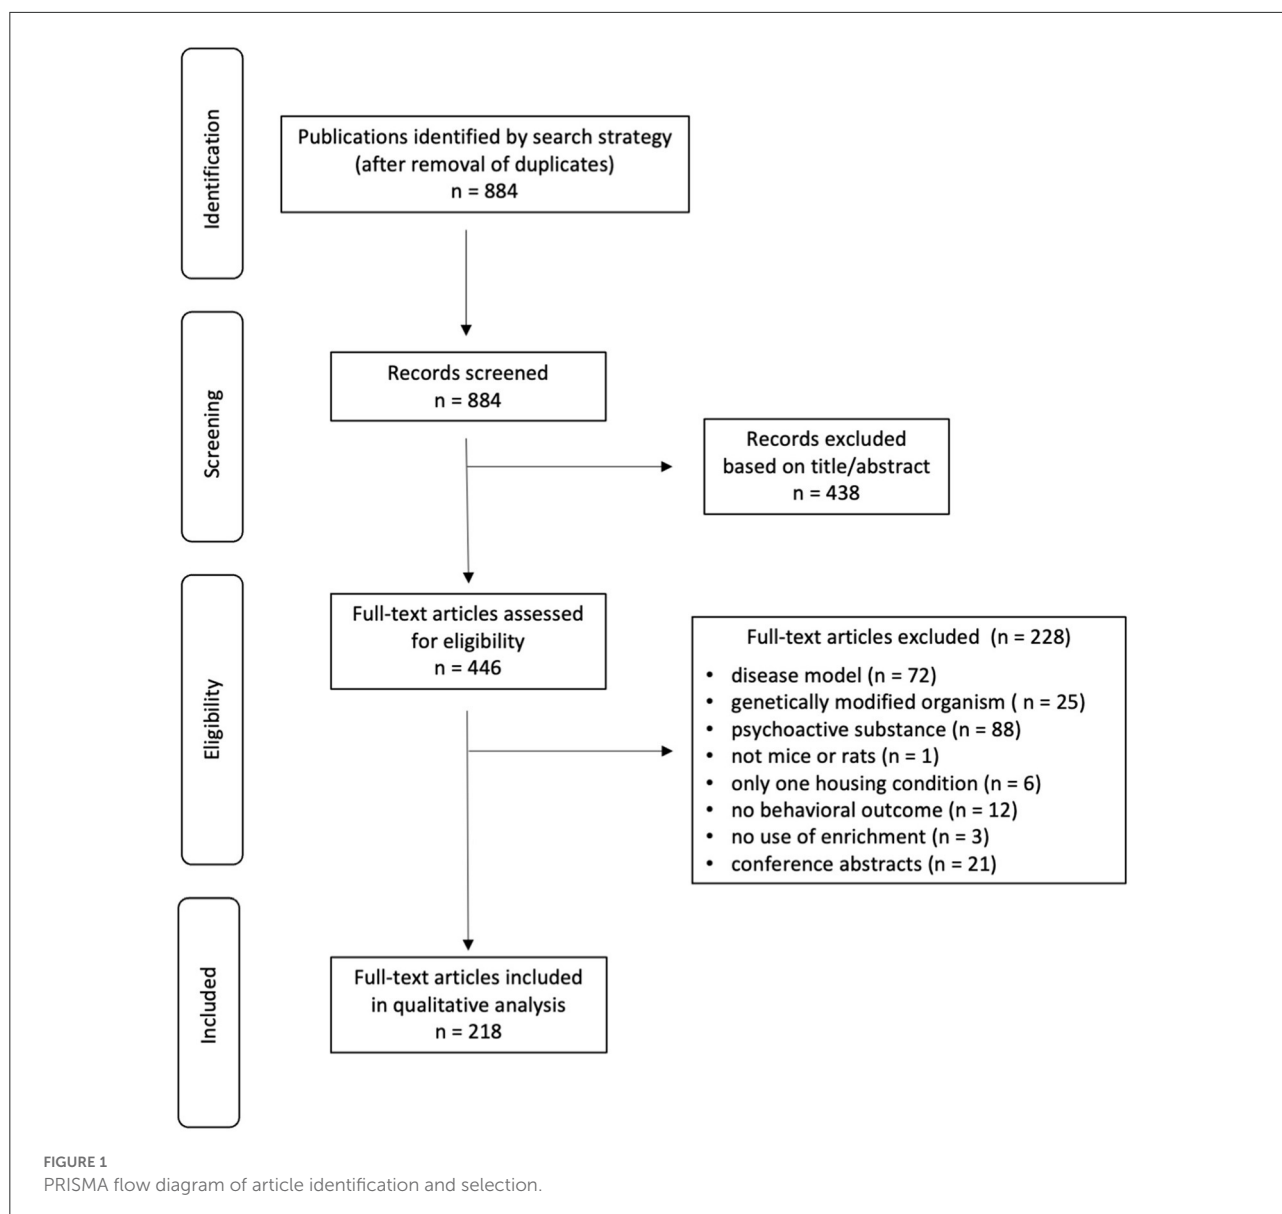 Identification
Publications identified by search strategy
(after removal of duplicates)
n = 884
Screening
Records screened
n = 884
Records excluded
based on title/abstract
n = 438
Eligibility
Full-text articles assessed
for eligibility
n = 446
Full-text articles excluded  (n = 228)
• disease model (n = 72)
• genetically modified organism ( n = 25)
• psychoactive substance (n = 88)
• not mice or rats (n = 1)
• only one housing condition (n = 6)
• no behavioral outcome (n = 12)
• no use of enrichment (n = 3)
• conference abstracts (n = 21)
Included
Full-text articles included
in qualitative analysis
n = 218
FIGURE 1
PRISMA flow diagram of article identification and selection.